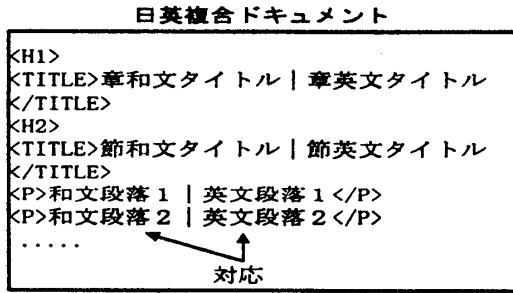 日英複合ドキュメント
<H1>
<TITLE>章和文タイトル | 章英文タイトル
</TITLE>
<H2>
<TITLE>節和文タイトル | 節英文タイトル
</TITLE>
<P>和文段落1 | 英文段落1</P>
<P>和文段落2 | 英文段落2</P>
.....
対応